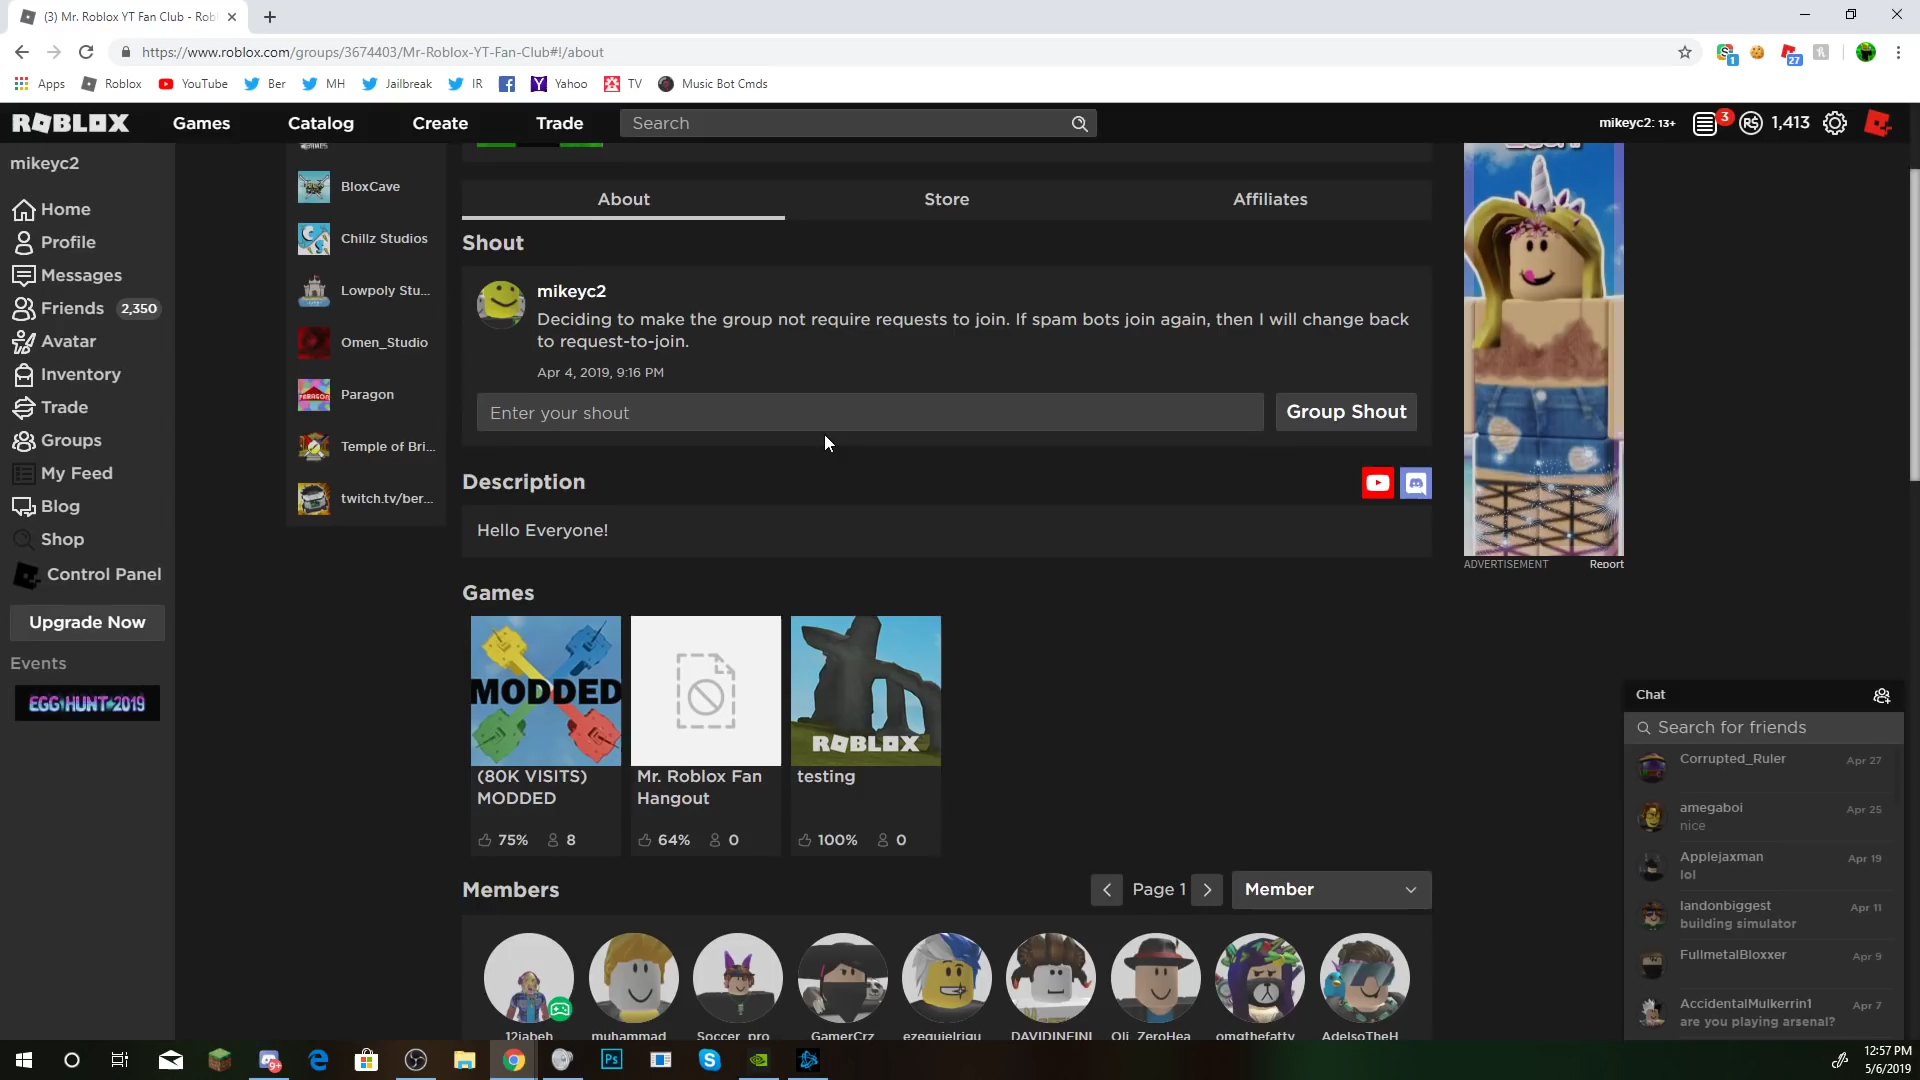 (3) Mr. Roblox YT Fan Club - Rob
https://www.roblox.com/groups/3674403/Mr-Roblox-YT-Fan-Club#!/about
1
27
Apps Roblox YouTube Ber MH Jailbreak IR Yahoo TV Music Bot Cmds
ROBLOX Games Catalog Create Trade Search mikeyc2: 13+ 3 R$ 1,413
mikeyc2
Home
Profile
Messages
Friends 2,350
Avatar
Inventory
Trade
Groups
My Feed
Blog
Shop
Control Panel
Upgrade Now
Events
EGG HUNT 2019
BloxCave
Chillz Studios
Lowpoly Stu...
Omen_Studio
PARAGON
Paragon
Temple of Bri...
twitch.tv/ber...
About Store Affiliates
Shout
mikeyc2
Deciding to make the group not require requests to join. If spam bots join again, then I will change back
to request-to-join.
Apr 4, 2019, 9:16 PM
Enter your shout Group Shout
Description
Hello Everyone!
Games
MODDED
ROBLOX
(80K VISITS)
MODDED
75% 8
Mr. Roblox Fan
Hangout
64% 0
testing
100% 0
Members Page 1 Member
12jabeh muhammad Soccer_pro GamerCrz ezequielrigu DAVIDINFINI Oli_ZeroHea omgthefatty AdelsoTheH
ADVERTISEMENT Report
Chat
Search for friends
Corrupted_Ruler Apr 27
amegaboi Apr 25
nice
Applejaxman Apr 19
lol
landonbiggest Apr 11
building simulator
FullmetalBloxxer Apr 9
AccidentalMulkerrin1 Apr 7
are you playing arsenal?
9+
Ps
12:57 PM
5/6/2019